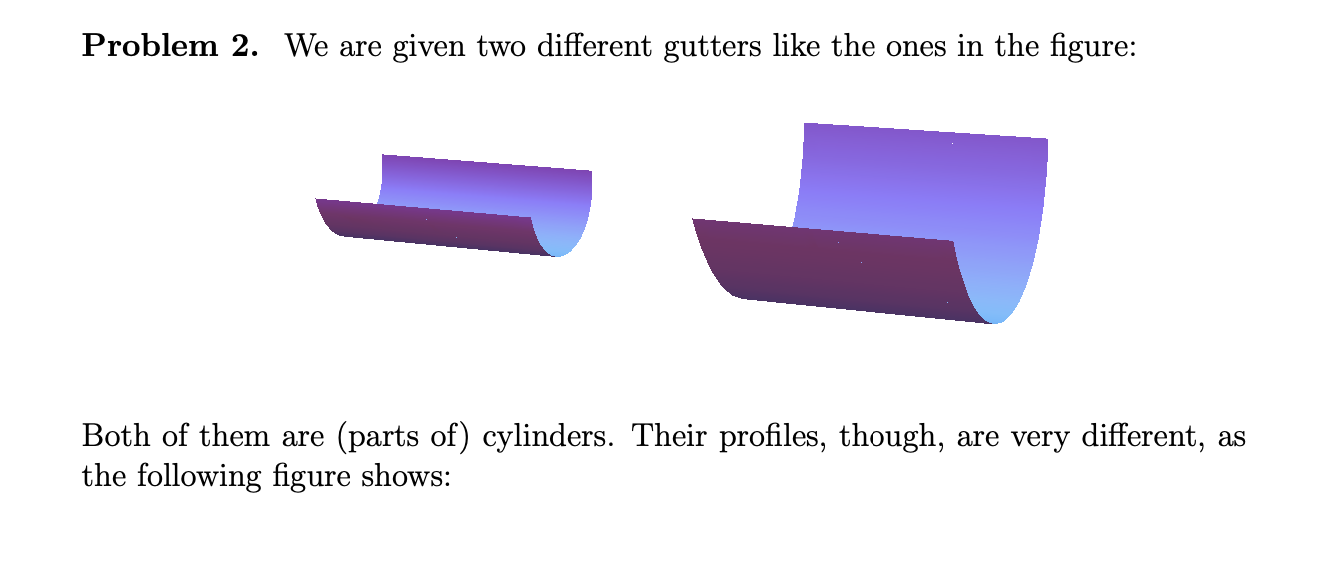 Problem 2. We are given two different gutters like the ones in the figure:
Both of them are (parts of) cylinders. Their profiles, though, are very different, as
the following figure shows: